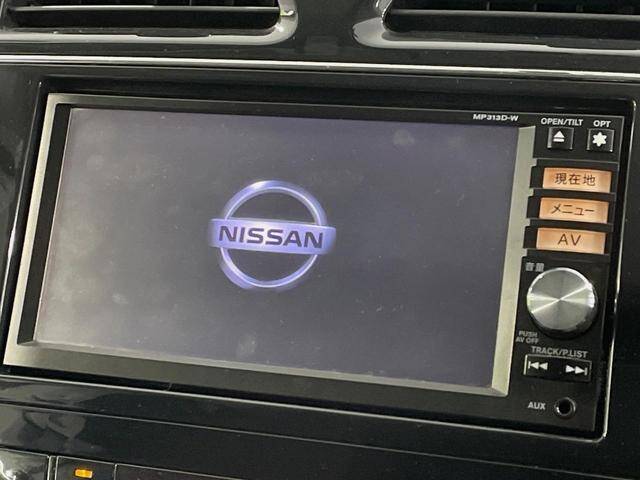 MP313D-W
OPEN/TILT OPT
現在地
メニュー
AV
NISSAN
音量
PUSH
AV OFF
TRACK/P.LIST
AUX